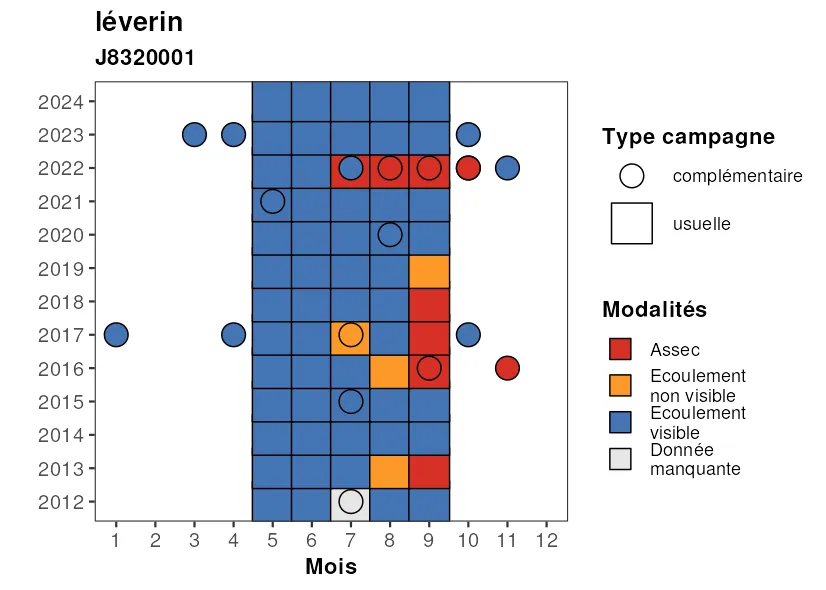 léverin
J8320001
2024
2023
2022
2021
2020
2019
2018
2017
2016
2015
2014
2013
2012
1 2 3 4 5 6 7 8 9 10 11 12
Mois
Type campagne
complémentaire
usuelle
Modalités
Assec
Ecoulement
non visible
Ecoulement
visible
Donnée
manquante